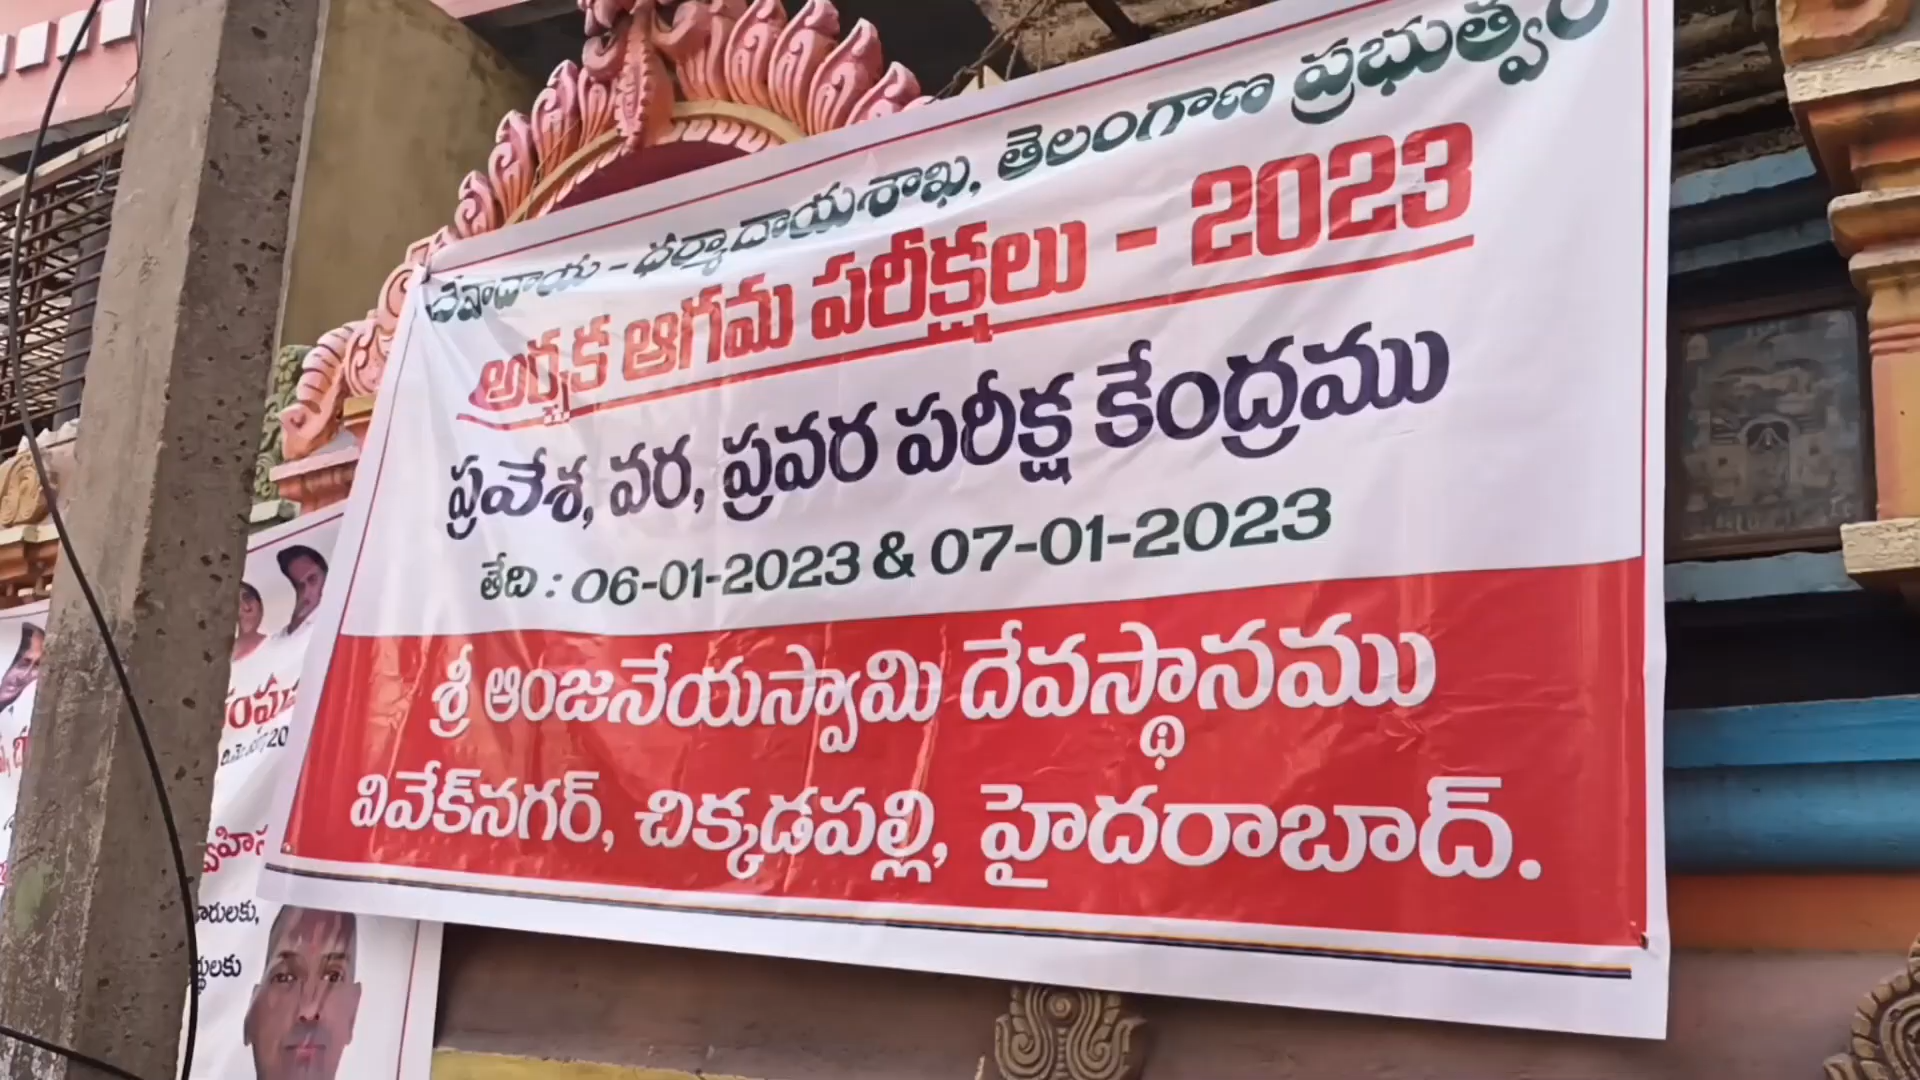 దేవాదాయ - ధర్మాదాయశాఖ, తెలంగాణ ప్రభుత్వం
అర్చక ఆగమ పరీక్షలు - 2023
ప్రవేశ, వర, ప్రవర పరీక్ష కేంద్రము
తేది : 06-01-2023 & 07-01-2023
శ్రీ ఆంజనేయస్వామి దేవస్థానము
వివేక్‌నగర్, చిక్కడపల్లి, హైదరాబాద్.